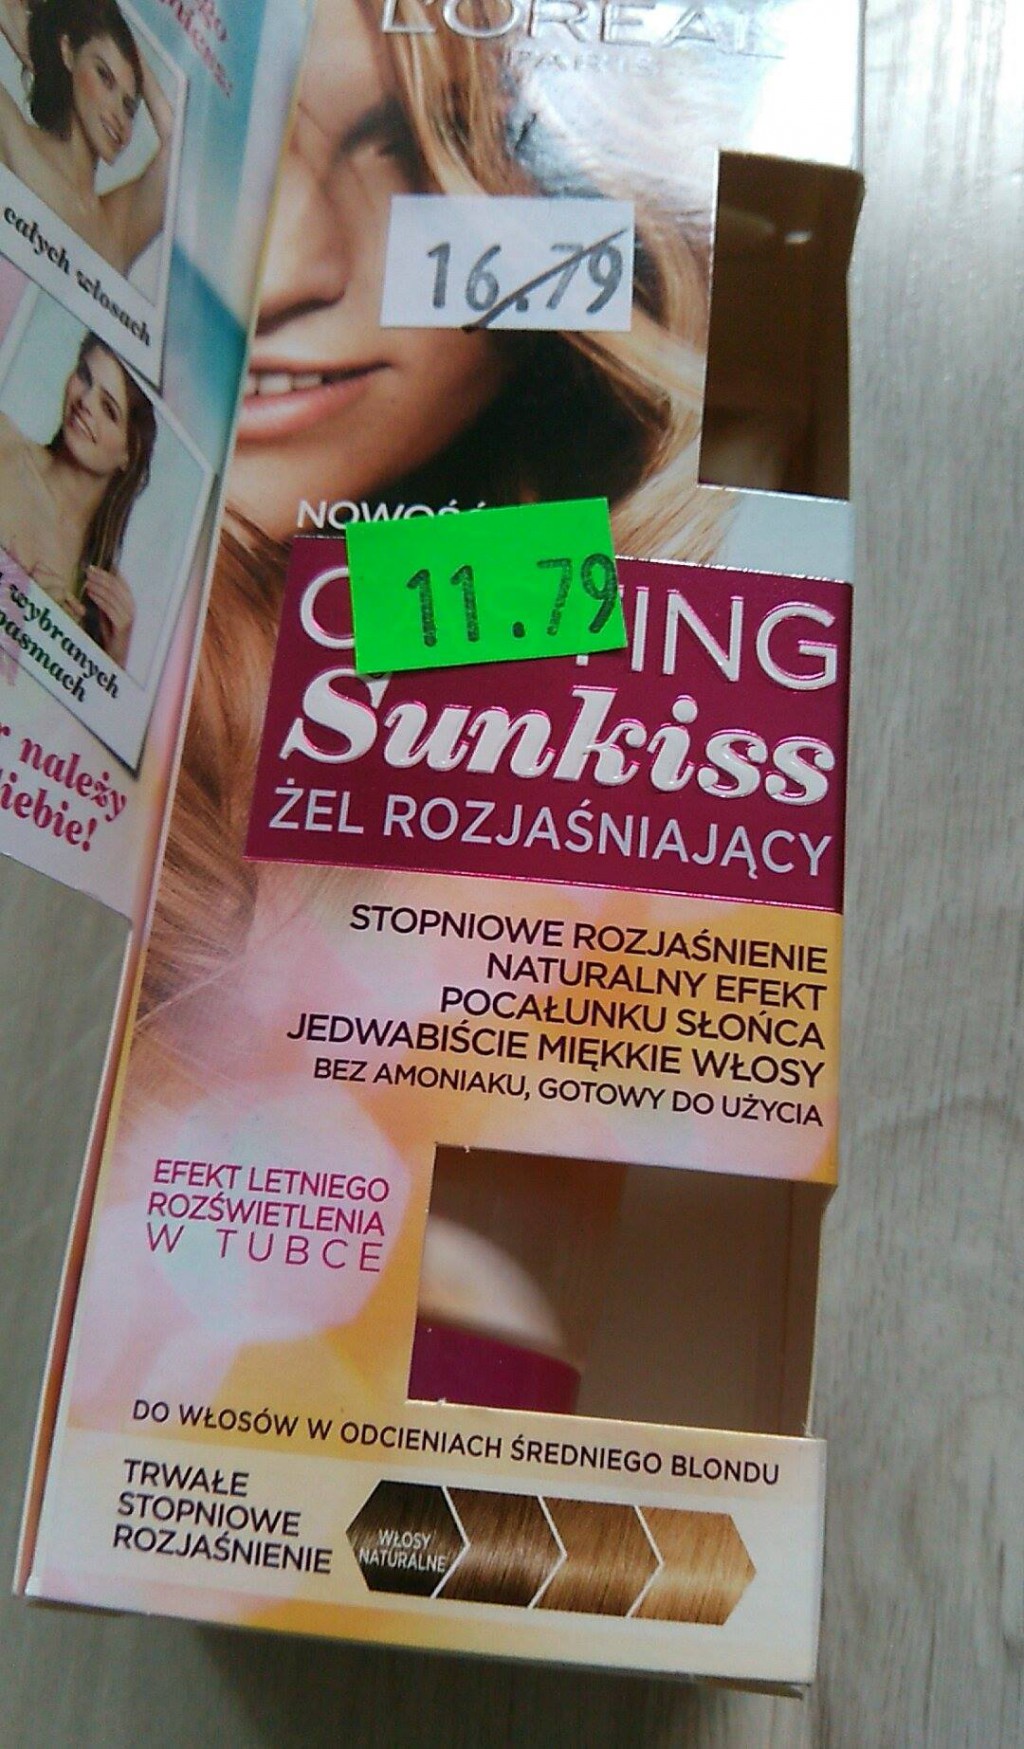 L'ORÉAL
PARIS
16.79
całych włosach
NOWOŚĆ
11.79
TING
Sunkiss
ŻEL ROZJAŚNIAJĄCY
wybranych
pasmach
należy
STOPNIOWE ROZJAŚNIENIE
NATURALNY EFEKT
POCAŁUNKU SŁOŃCA
JEDWABIŚCIE MIĘKKIE WŁOSY
BEZ AMONIAKU, GOTOWY DO UŻYCIA
EFEKT LETNIEGO
ROZŚWIETLENIA
W TUBCE
DO WŁOSÓW W ODCIENIACH ŚREDNIEGO BLONDU
TRWAŁE
STOPNIOWE
ROZJAŚNIENIE
WŁOSY
NATURALNE